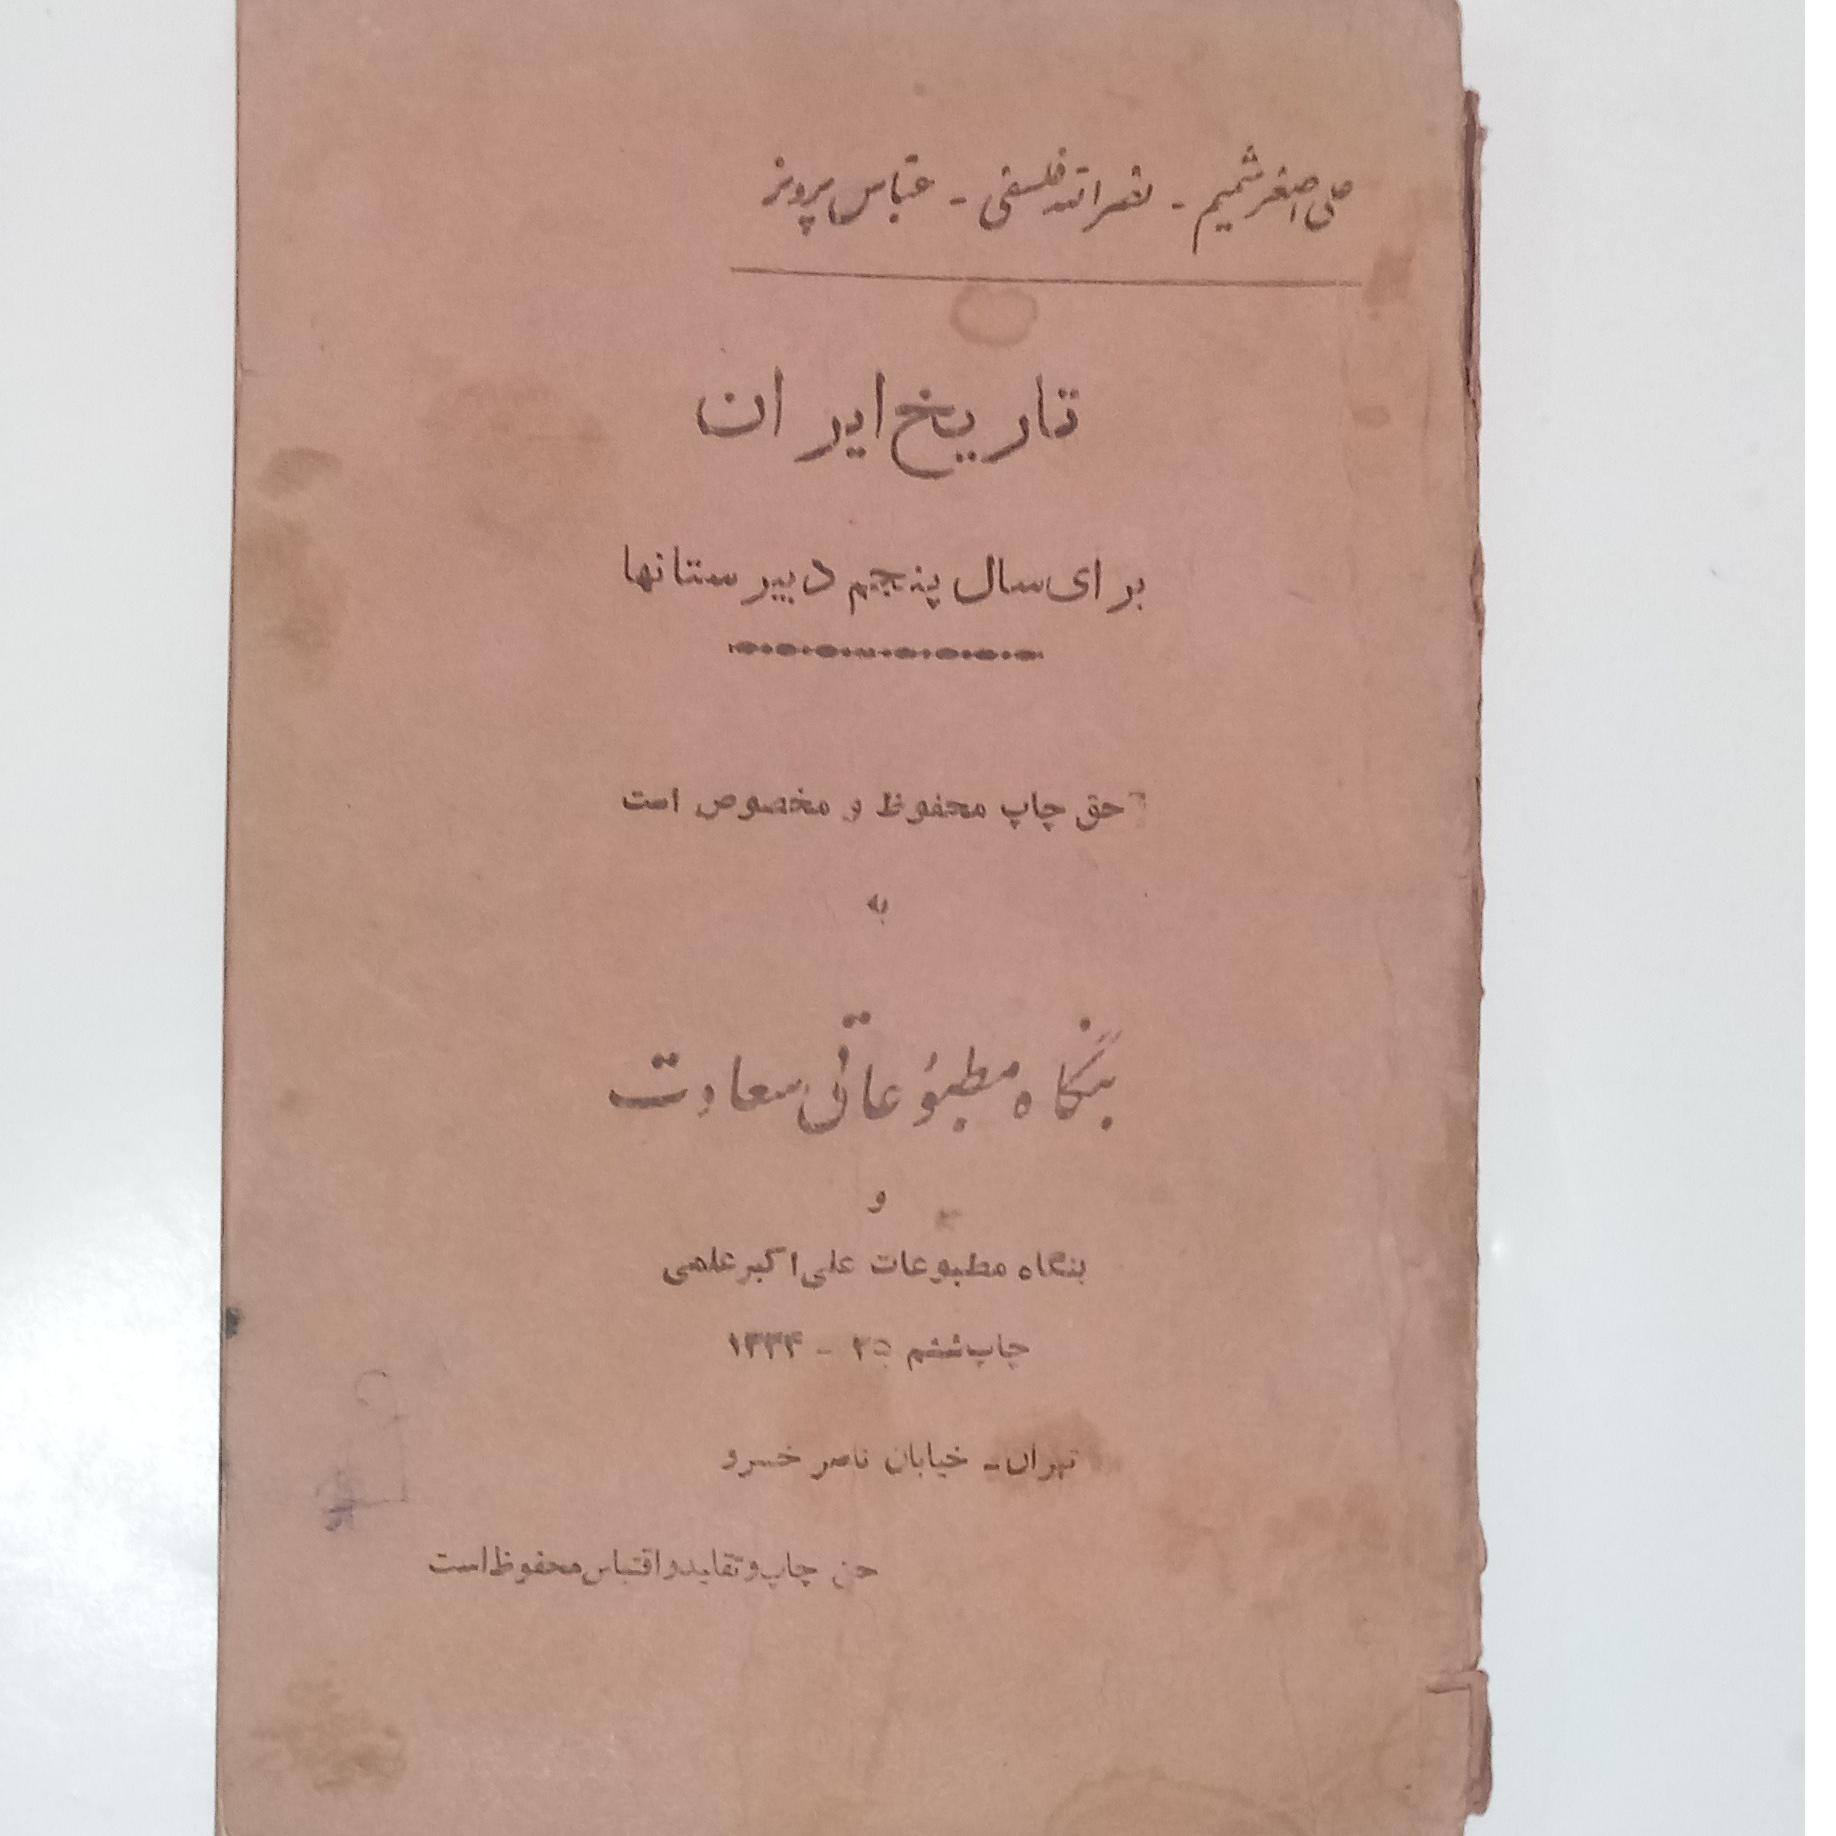 علی اصغر شمیم - نصرالله فلسفی - عباس پرویز
تاریخ ایران
برای سال پنجم دبیرستانها
حق چاپ محفوظ و مخصوص است
به
بنگاه مطبوعاتی سعادت
و
بنگاه مطبوعات علی اکبر علمی
چاپ ششم ۲۵ - ۱۳۳۴
تهران - خیابان ناصر خسرو
حق چاپ و تقلید و اقتباس محفوظ است